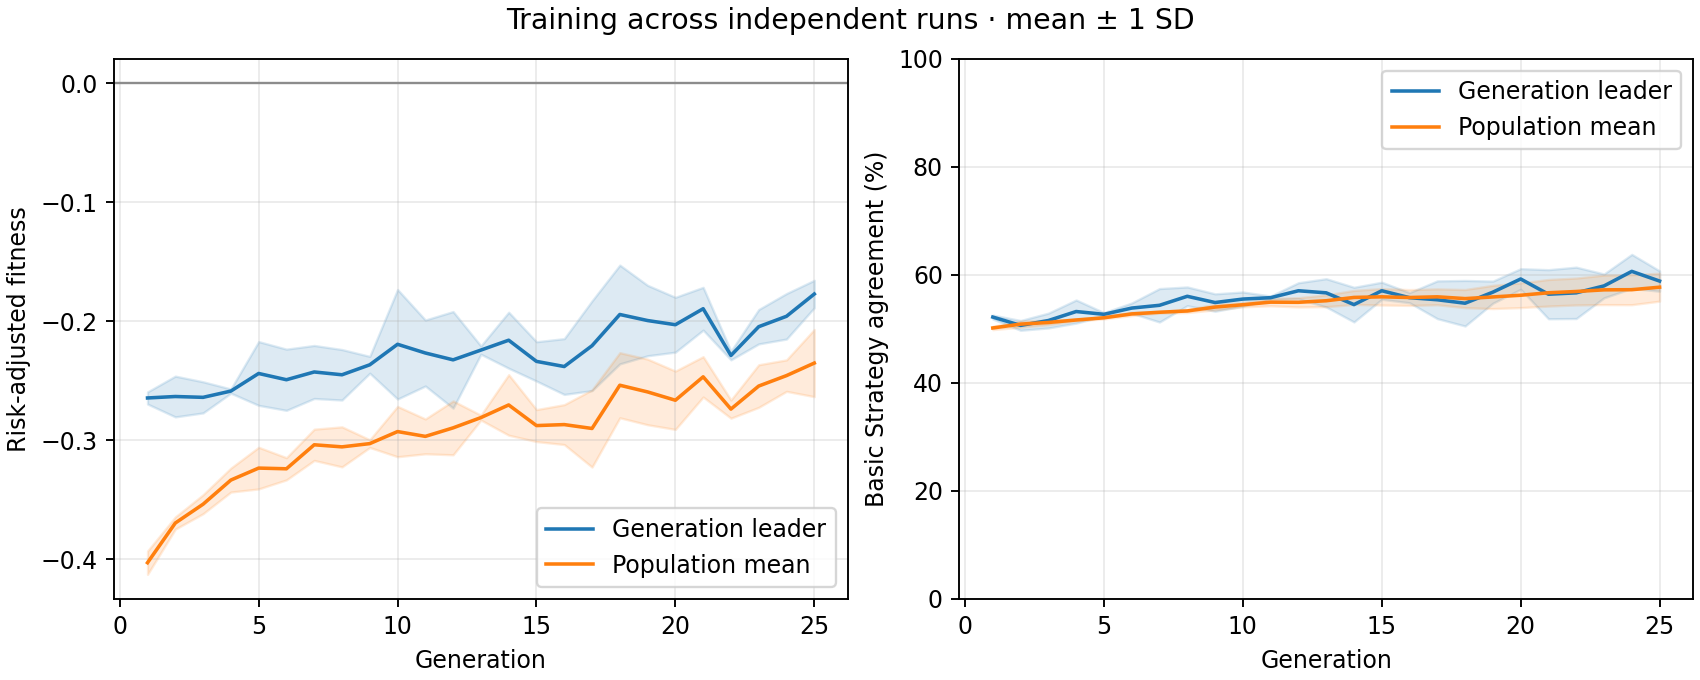 Training across independent runs · mean ± 1 SD
Risk-adjusted fitness
0.0
−0.1
−0.2
−0.3
−0.4
Generation leader
Population mean
0
5
10
15
20
25
Generation
Basic Strategy agreement (%)
100
80
60
40
20
0
Generation leader
Population mean
0
5
10
15
20
25
Generation